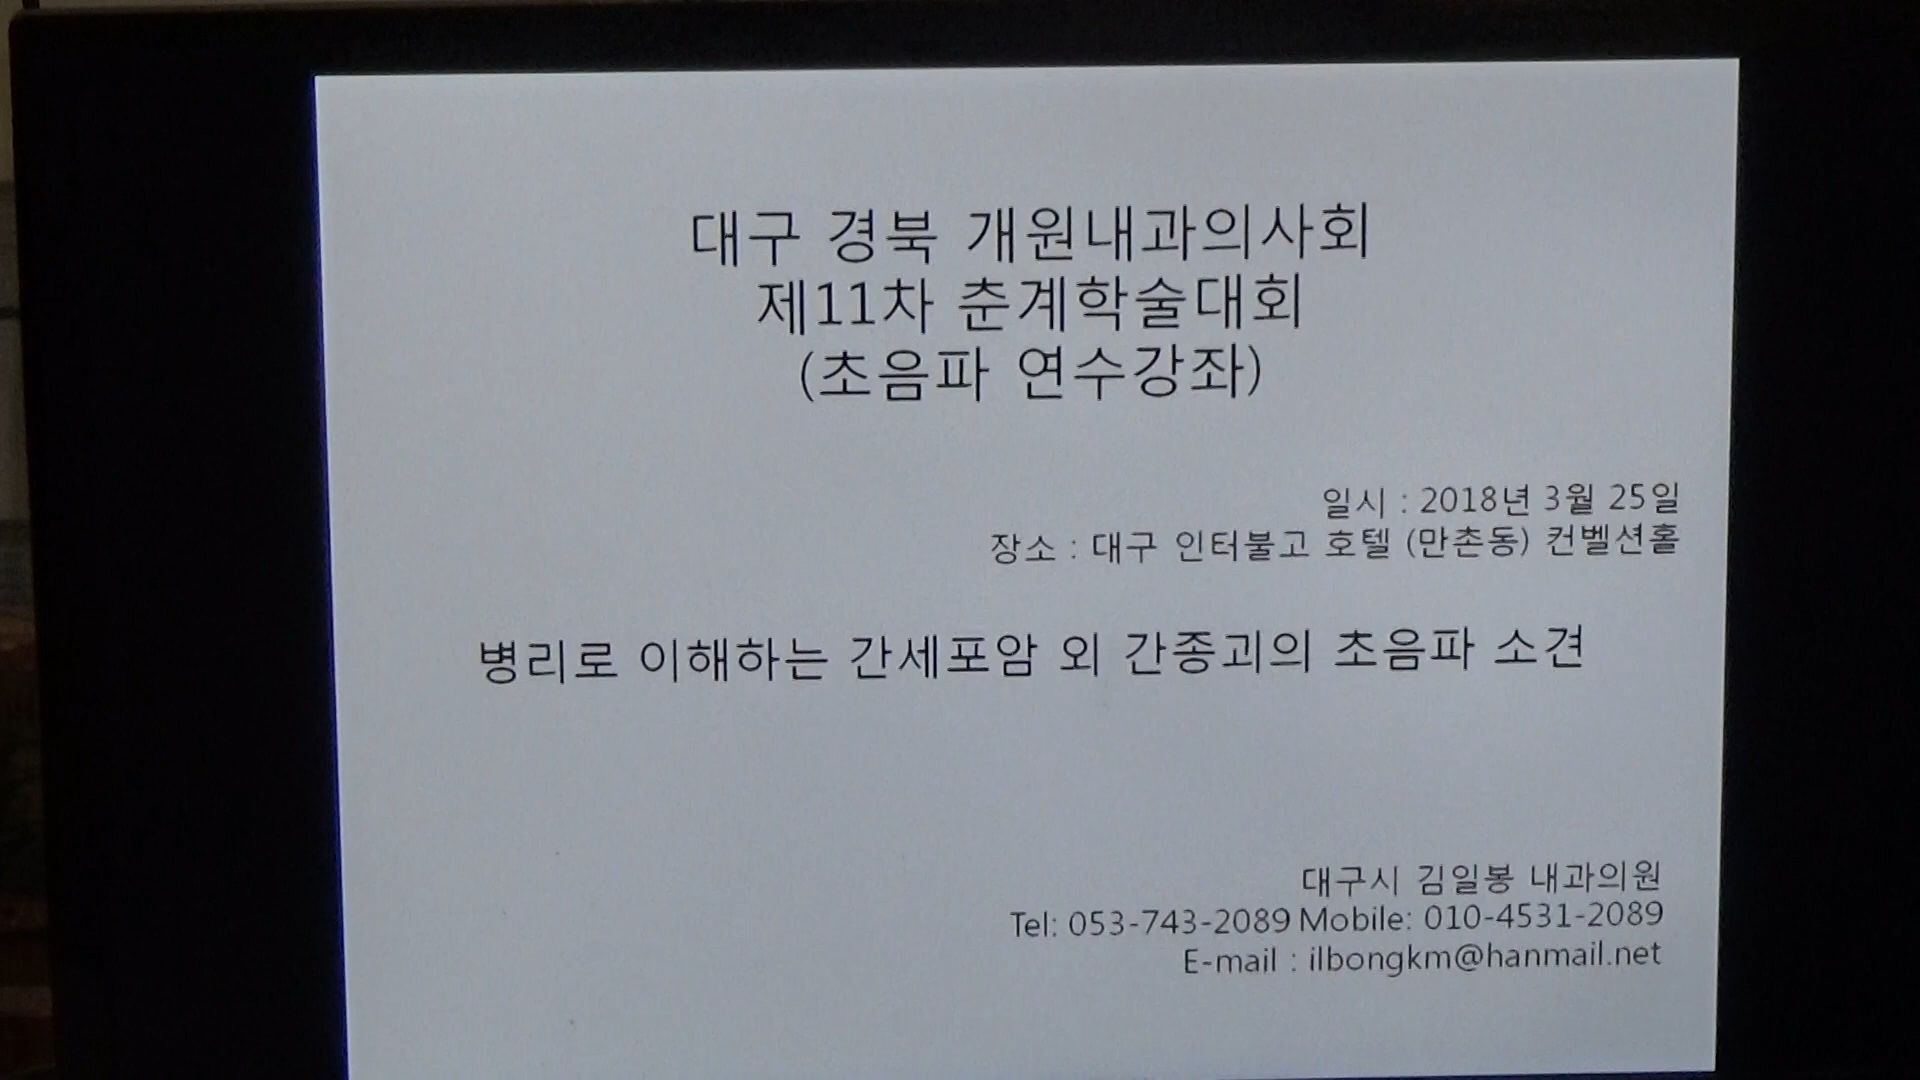 대구 경북 개원내과의사회
제11차 춘계학술대회
(초음파 연수강좌)
일시 : 2018년 3월 25일
장소 : 대구 인터불고 호텔 (만촌동) 컨벨션홀
병리로 이해하는 간세포암 외 간종괴의 초음파 소견
대구시 김일봉 내과의원
Tel: 053-743-2089 Mobile: 010-4531-2089
E-mail : ilbongkm@hanmail.net